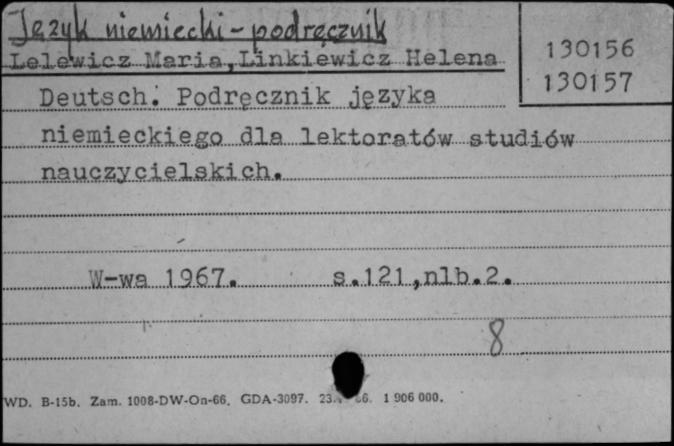 Język niemiecki - podręcznik
Lelewicz Maria, Linkiewicz Helena
130156
130157
Deutsch. Podręcznik języka
niemieckiego dla lektoratów studiów
nauczycielskich.
W-wa 1967. s.121,nlb.2.
8
WD. B-15b. Zam. 1008-DW-On-66. GDA-3097. 1 906 000.